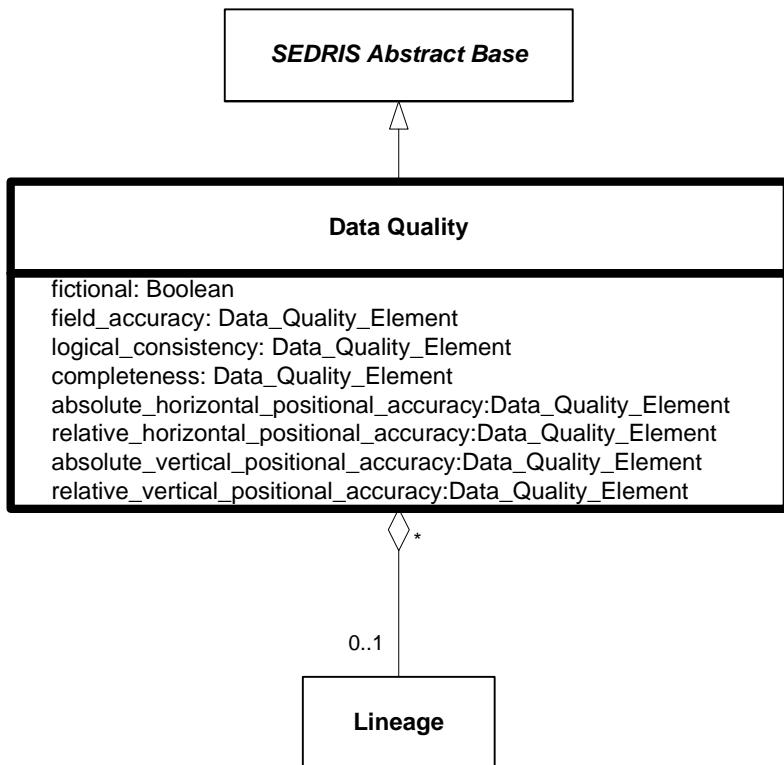 SEDRIS Abstract Base
Data Quality
fictional: Boolean
field_accuracy: Data_Quality_Element
logical_consistency: Data_Quality_Element
completeness: Data_Quality_Element
absolute_horizontal_positional_accuracy:Data_Quality_Element
relative_horizontal_positional_accuracy:Data_Quality_Element
absolute_vertical_positional_accuracy:Data_Quality_Element
relative_vertical_positional_accuracy:Data_Quality_Element
*
0..1
Lineage